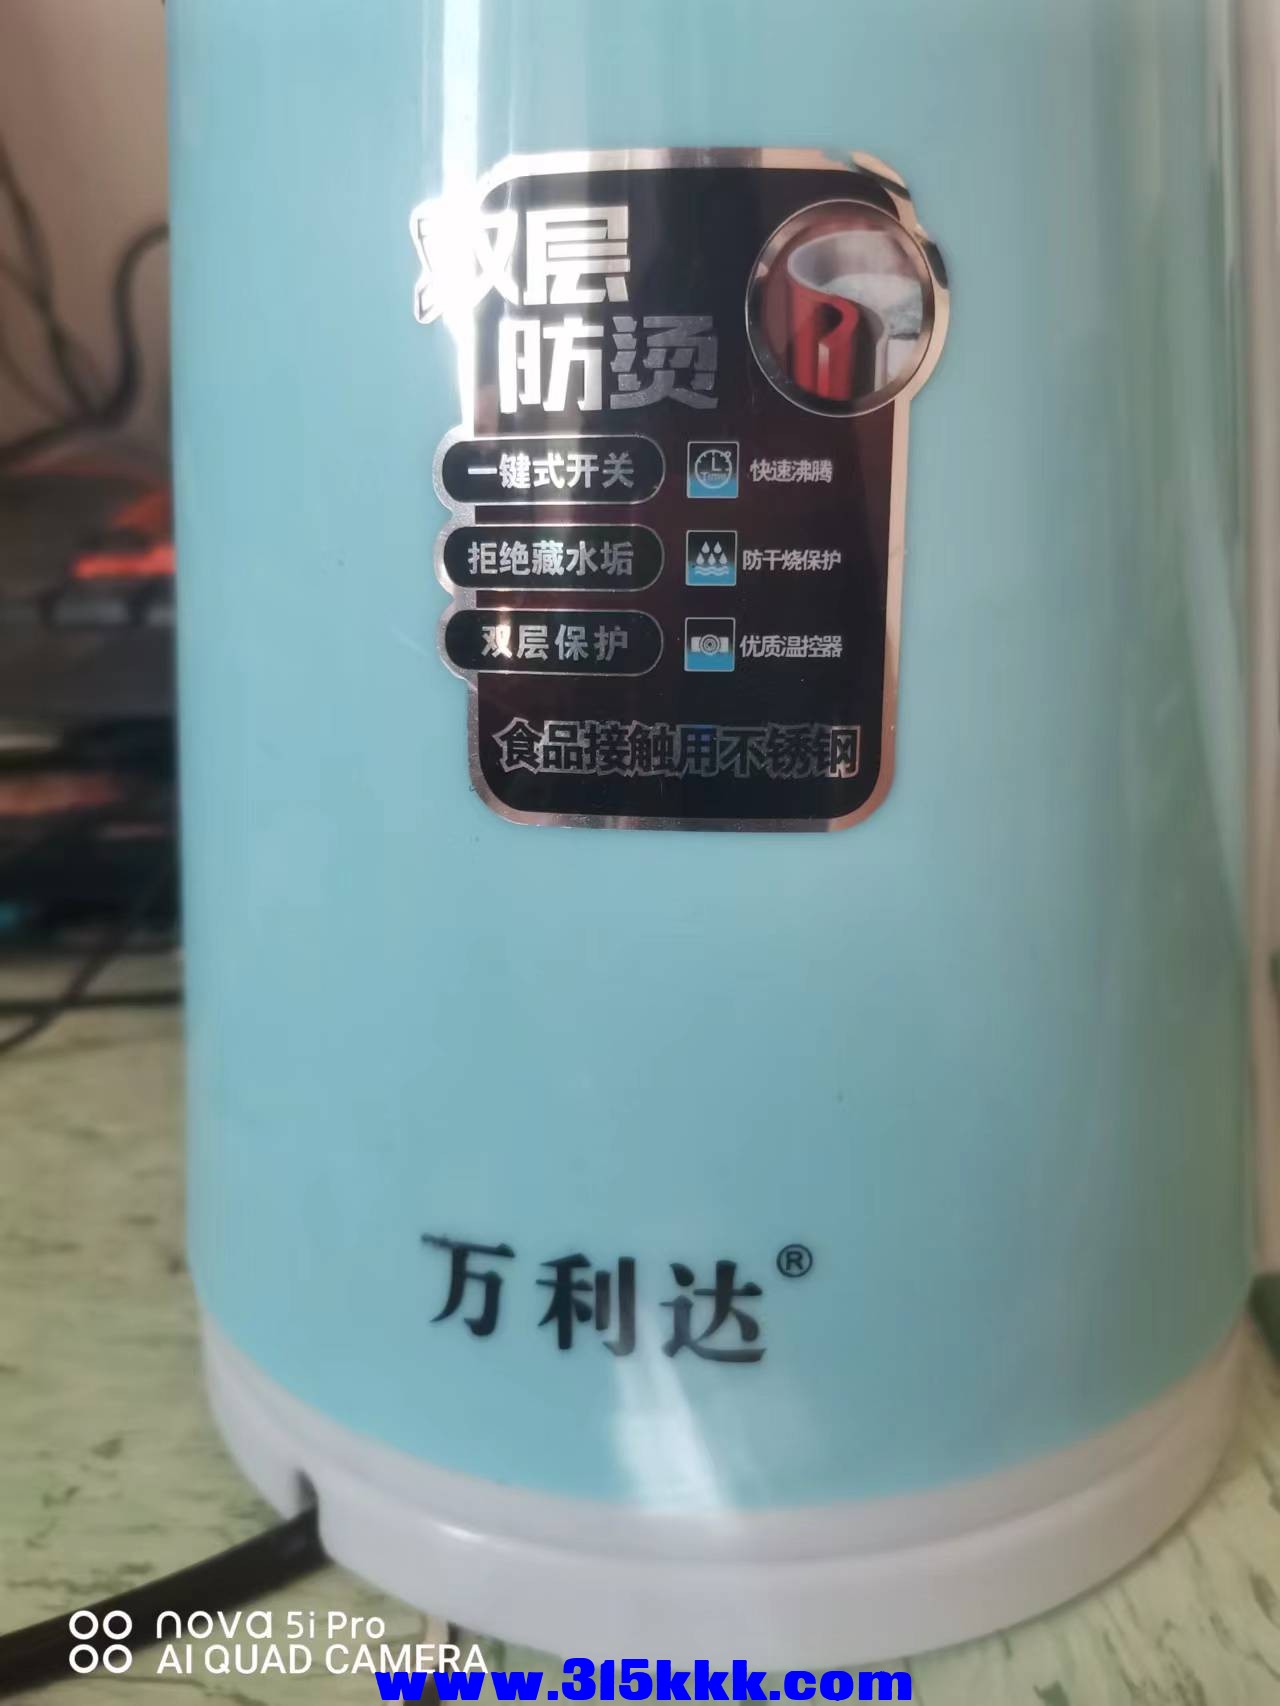 双层
防烫
一键式开关
快速沸腾
拒绝藏水垢
防干烧保护
双层保护
优质温控器
食品接触用不锈钢
万利达®
nova 5i Pro
AI QUAD CAMERA
www.315kkk.com